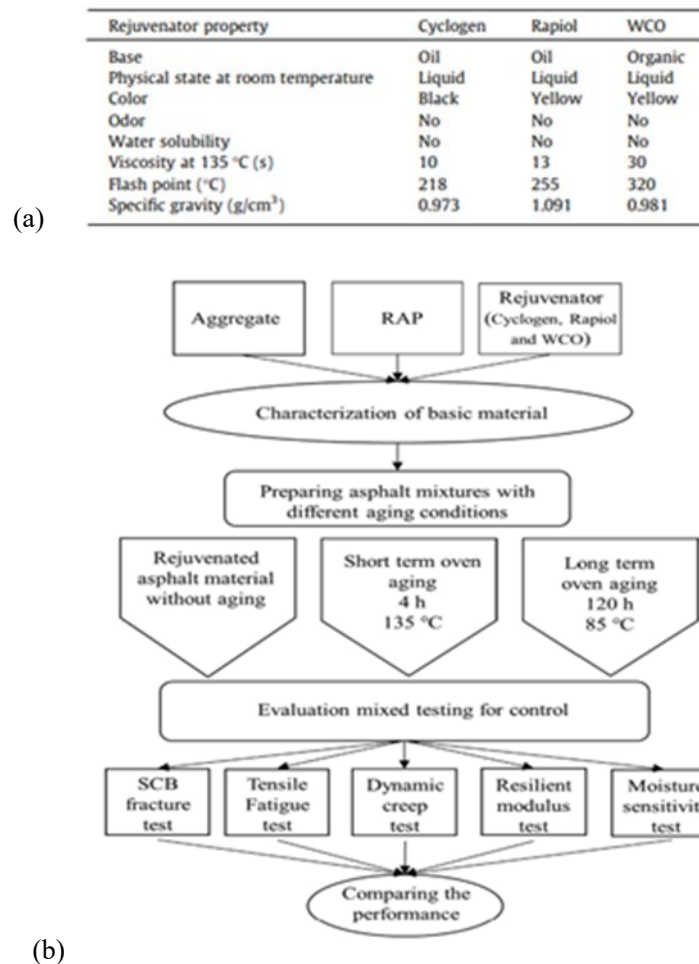 Rejuvenator property Cyclogen Rapiol WCO
Base Oil Oil Organic
Physical state at room temperature Liquid Liquid Liquid
Color Black Yellow Yellow
Odor No No No
Water solubility No No No
Viscosity at 135 °C (s) 10 13 30
Flash point (°C) 218 255 320
Specific gravity (g/cm³) 0.973 1.091 0.981
(a)
Aggregate
RAP
Rejuvenator
(Cyclogen, Rapiol
and WCO)
Characterization of basic material
Preparing asphalt mixtures with
different aging conditions
Rejuvenated
asphalt material
without aging
Short term oven
aging
4 h
135 °C
Long term
oven aging
120 h
85 °C
Evaluation mixed testing for control
SCB
fracture
test
Tensile
Fatigue
test
Dynamic
creep
test
Resilient
modulus
test
Moisture
sensitivit
test
Comparing the
performance
(b)